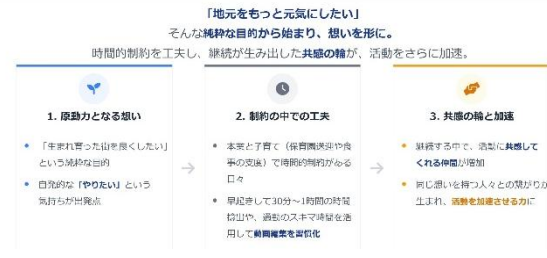 「地元をもっと元気にしたい」
そんな純粋な目的から始まり、想いを形に。
時間的制約を工夫し、継続が生み出した共感の輪が、活動をさらに加速。
1. 原動力となる想い
「生まれ育った街を良くしたい」
という純粋な目的
自発的な「やりたい」という
気持ちが出発点
2. 制約の中での工夫
本業と子育て（保育園送迎や食
事の支度）で時間的制約がある
日々
早起きして30分〜1時間の時間
捻出や、通勤のスキマ時間を活
用して動画編集を習慣化
3. 共感の輪と加速
継続する中で、活動に共感して
くれる仲間が増加
同じ想いを持つ人々との繋がりが
生まれ、活動を加速させる力に